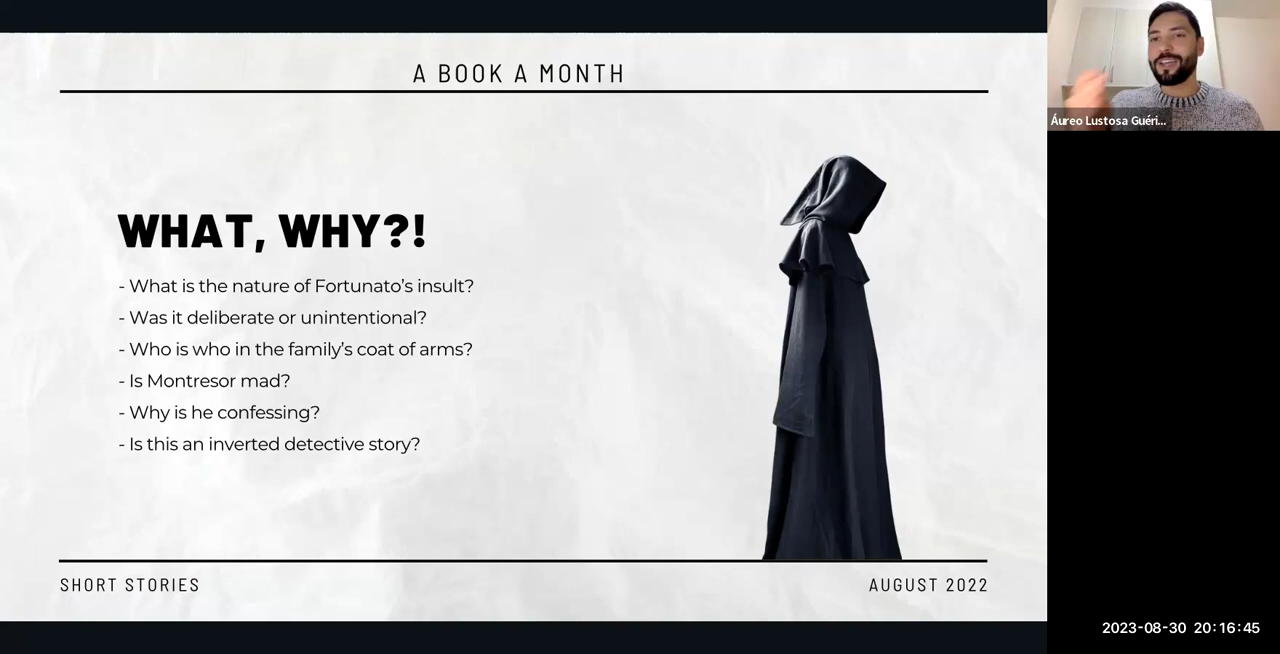 A BOOK A MONTH
WHAT, WHY?!
- What is the nature of Fortunato’s insult?
- Was it deliberate or unintentional?
- Who is who in the family’s coat of arms?
- Is Montresor mad?
- Why is he confessing?
- Is this an inverted detective story?
SHORT STORIES
AUGUST 2022
Áureo Lustosa Guéri...
2023-08-30 20:16:45